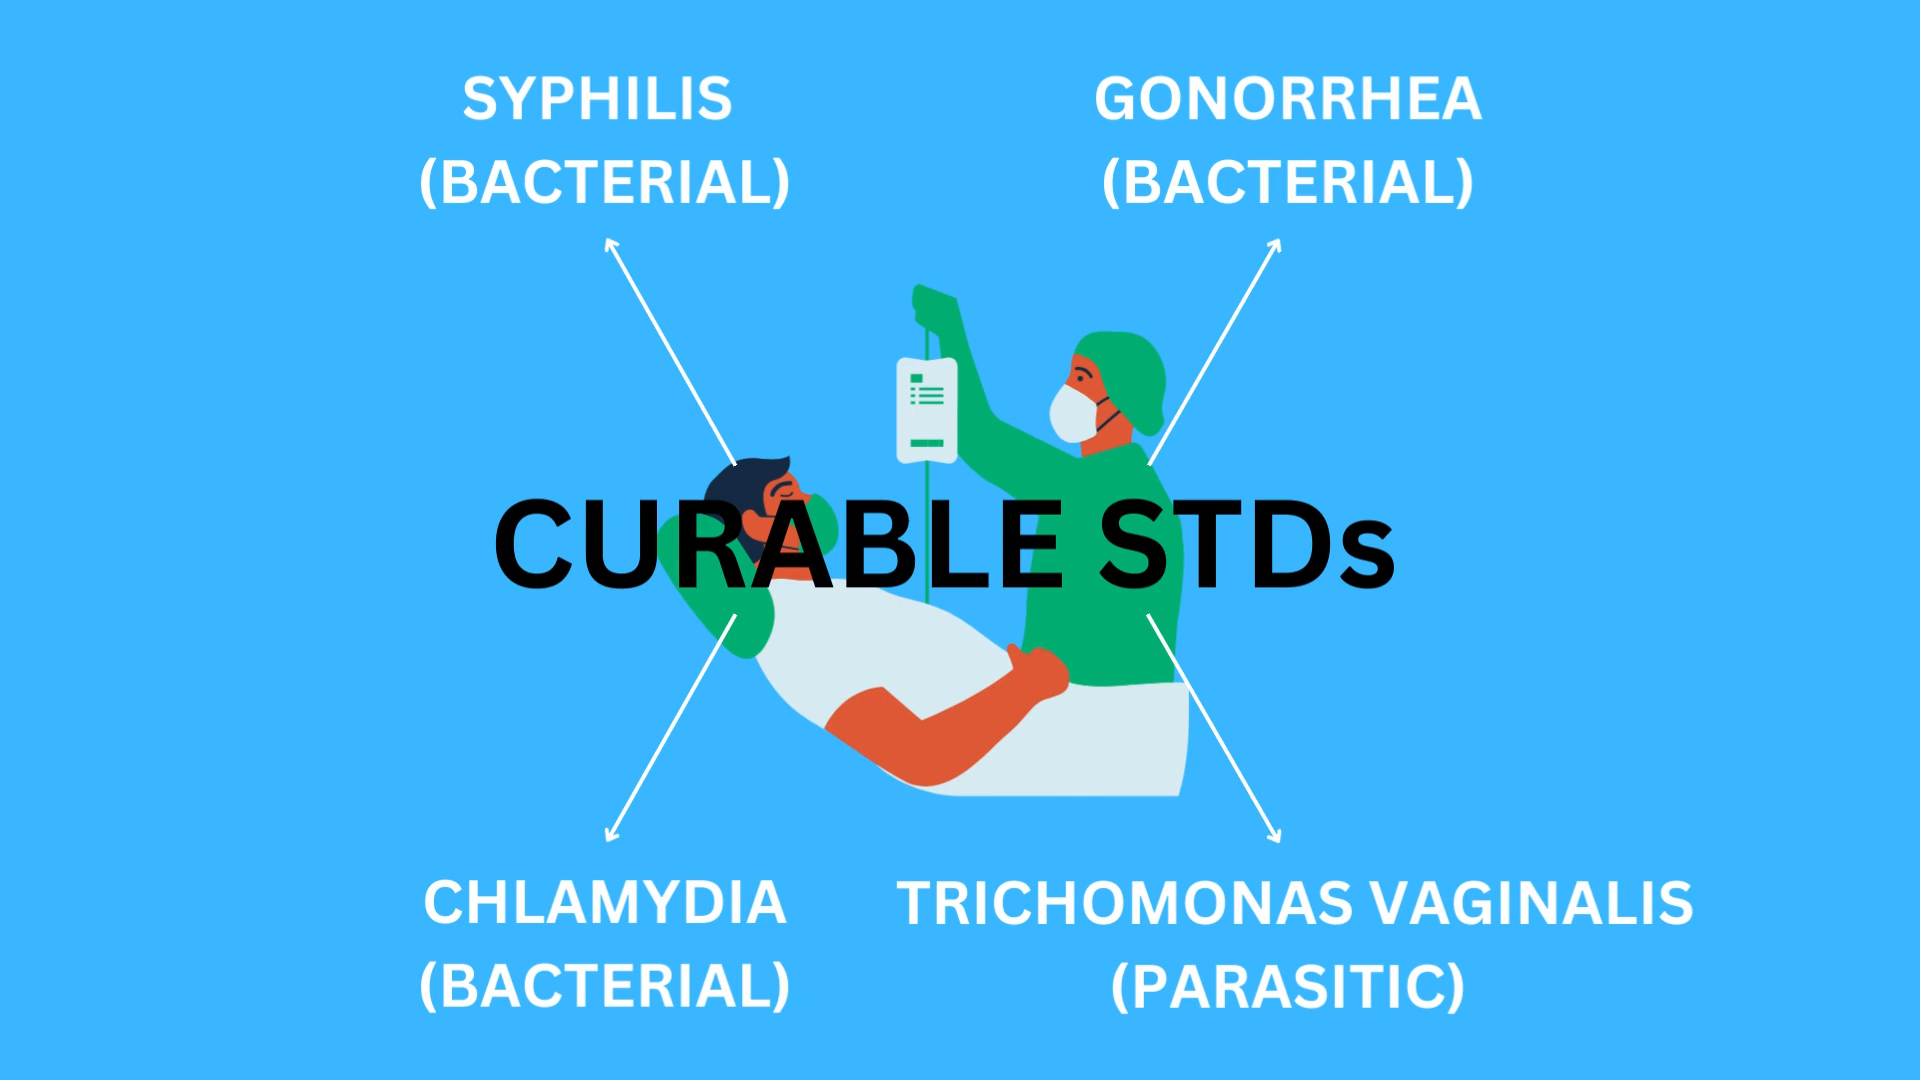 SYPHILIS
(BACTERIAL)
GONORRHEA
(BACTERIAL)
CURABLE STDs
CHLAMYDIA
(BACTERIAL)
TRICHOMONAS VAGINALIS
(PARASITIC)